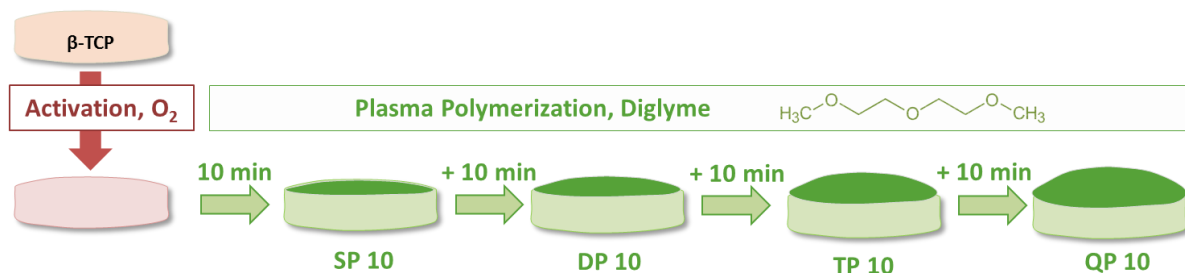 β-TCP
Activation, O₂
Plasma Polymerization, Diglyme
H₃C O O O CH₃
10 min
+ 10 min
+ 10 min
+ 10 min
SP 10
DP 10
TP 10
QP 10